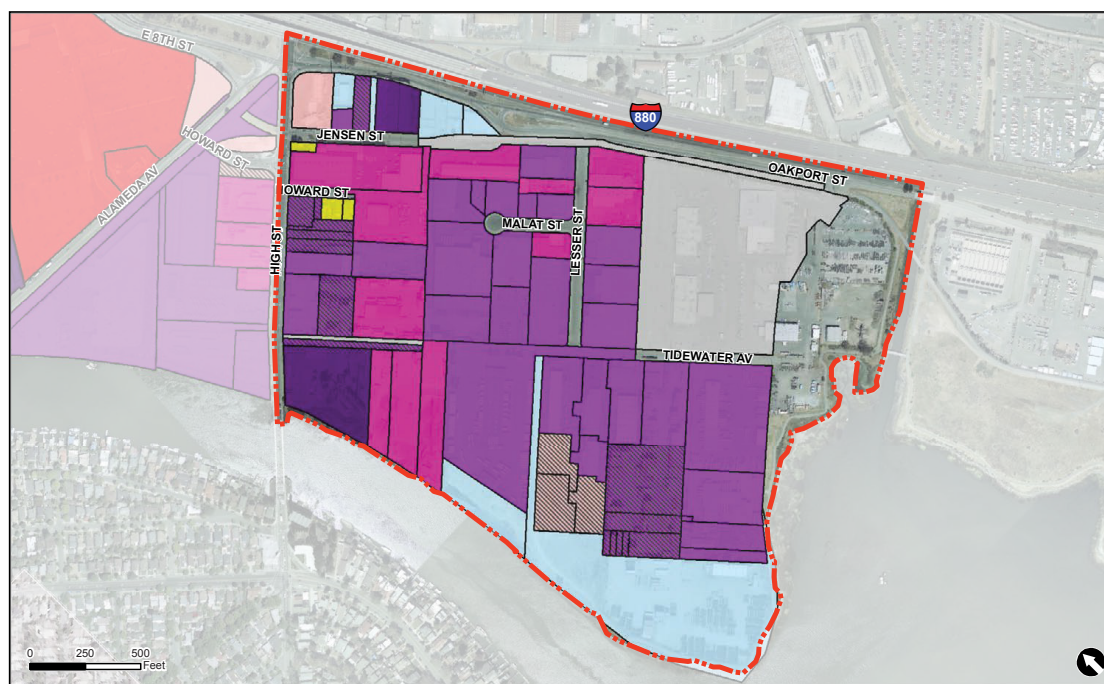 E 8TH ST
880
JENSEN ST
HOWARD ST
OAKPORT ST
ALAMEDA AV
OWARD ST
MALAT ST
HIGH ST
LESSER ST
TIDEWATER AV
0 250 500
Feet